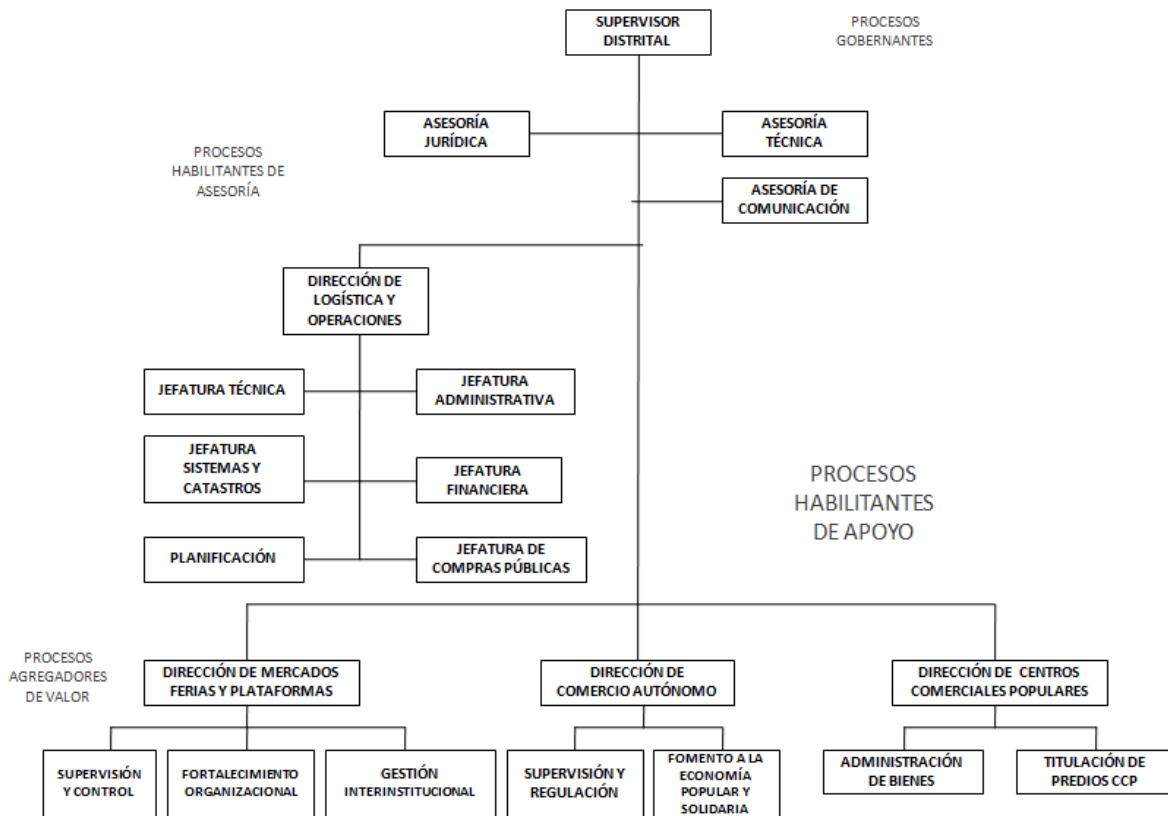 SUPERVISOR
DISTRITAL
PROCESOS
GOBERNANTES
ASESORÍA
JURÍDICA
ASESORÍA
TÉCNICA
PROCESOS
HABILITANTES DE
ASESORÍA
ASESORÍA DE
COMUNICACIÓN
DIRECCIÓN DE
LOGÍSTICA Y
OPERACIONES
JEFATURA TÉCNICA
JEFATURA
ADMINISTRATIVA
JEFATURA
SISTEMAS Y
CATASTROS
JEFATURA
FINANCIERA
PROCESOS
HABILITANTES
DE APOYO
PLANIFICACIÓN
JEFATURA DE
COMPRAS PÚBLICAS
PROCESOS
AGREGADORES
DE VALOR
DIRECCIÓN DE MERCADOS
FERIAS Y PLATAFORMAS
DIRECCIÓN DE
COMERCIO AUTÓNOMO
DIRECCIÓN DE CENTROS
COMERCIALES POPULARES
SUPERVISIÓN
Y CONTROL
FORTALECIMIENTO
ORGANIZACIONAL
GESTIÓN
INTERINSTITUCIONAL
SUPERVISIÓN Y
REGULACIÓN
FOMENTO A LA
ECONOMÍA
POPULAR Y
SOLIDARIA
ADMINISTRACIÓN
DE BIENES
TITULACIÓN DE
PREDIOS CCP